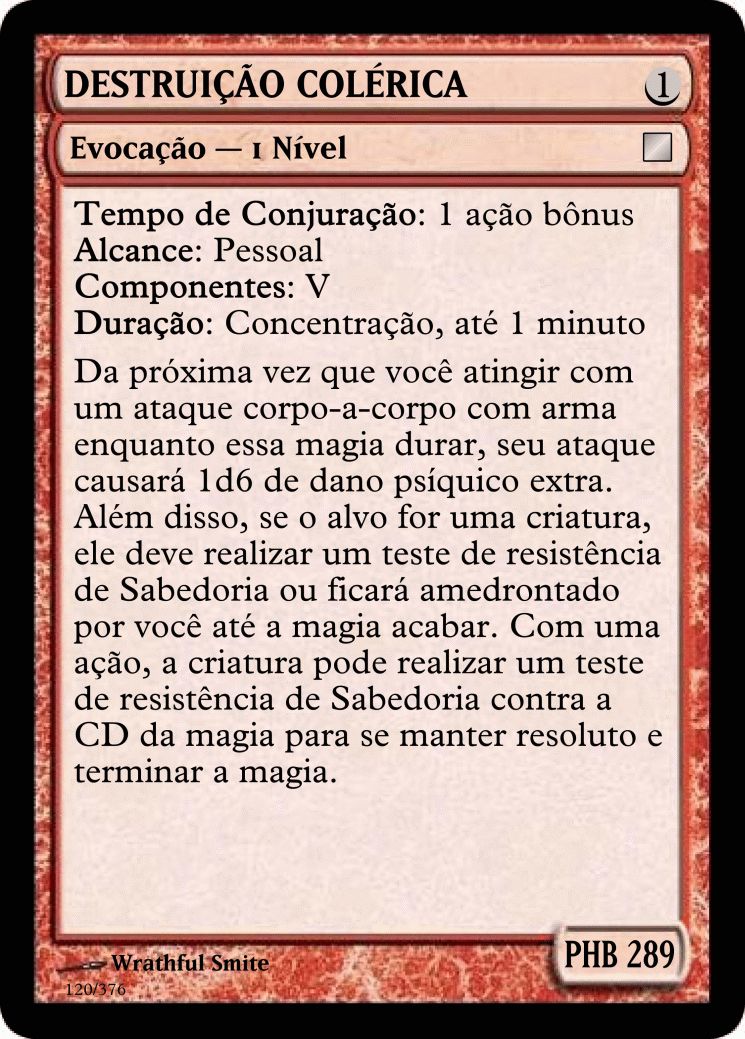 DESTRUIÇÃO COLÉRICA 1
Evocação — 1 Nível
Tempo de Conjuração: 1 ação bônus
Alcance: Pessoal
Componentes: V
Duração: Concentração, até 1 minuto
Da próxima vez que você atingir com
um ataque corpo-a-corpo com arma
enquanto essa magia durar, seu ataque
causará 1d6 de dano psíquico extra.
Além disso, se o alvo for uma criatura,
ele deve realizar um teste de resistência
de Sabedoria ou ficará amedrontado
por você até a magia acabar. Com uma
ação, a criatura pode realizar um teste
de resistência de Sabedoria contra a
CD da magia para se manter resoluto e
terminar a magia.
PHB 289
Wrathful Smite
120/376